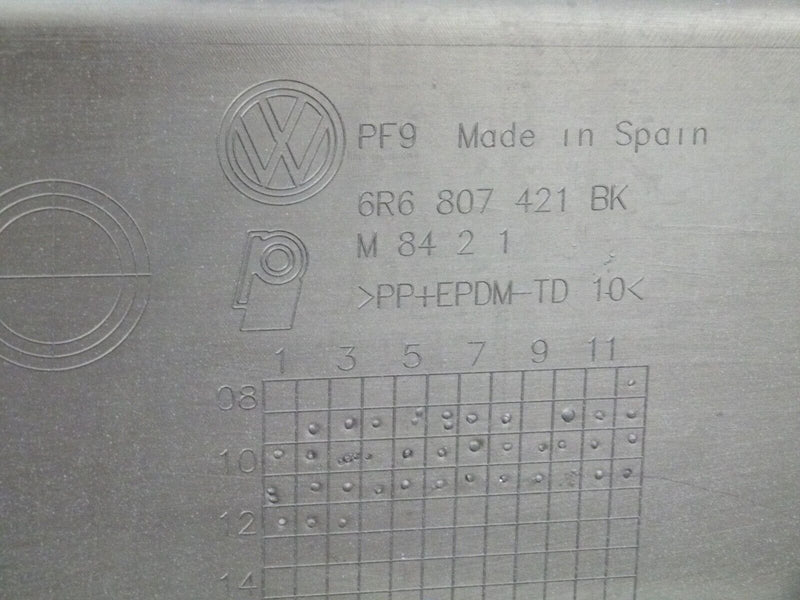 PF9 Made in Spain
6R6 807 421 BK
M 84 2 1
>PP+EPDM-TD 10<
1 3 5 7 9 11
08
10
12
14